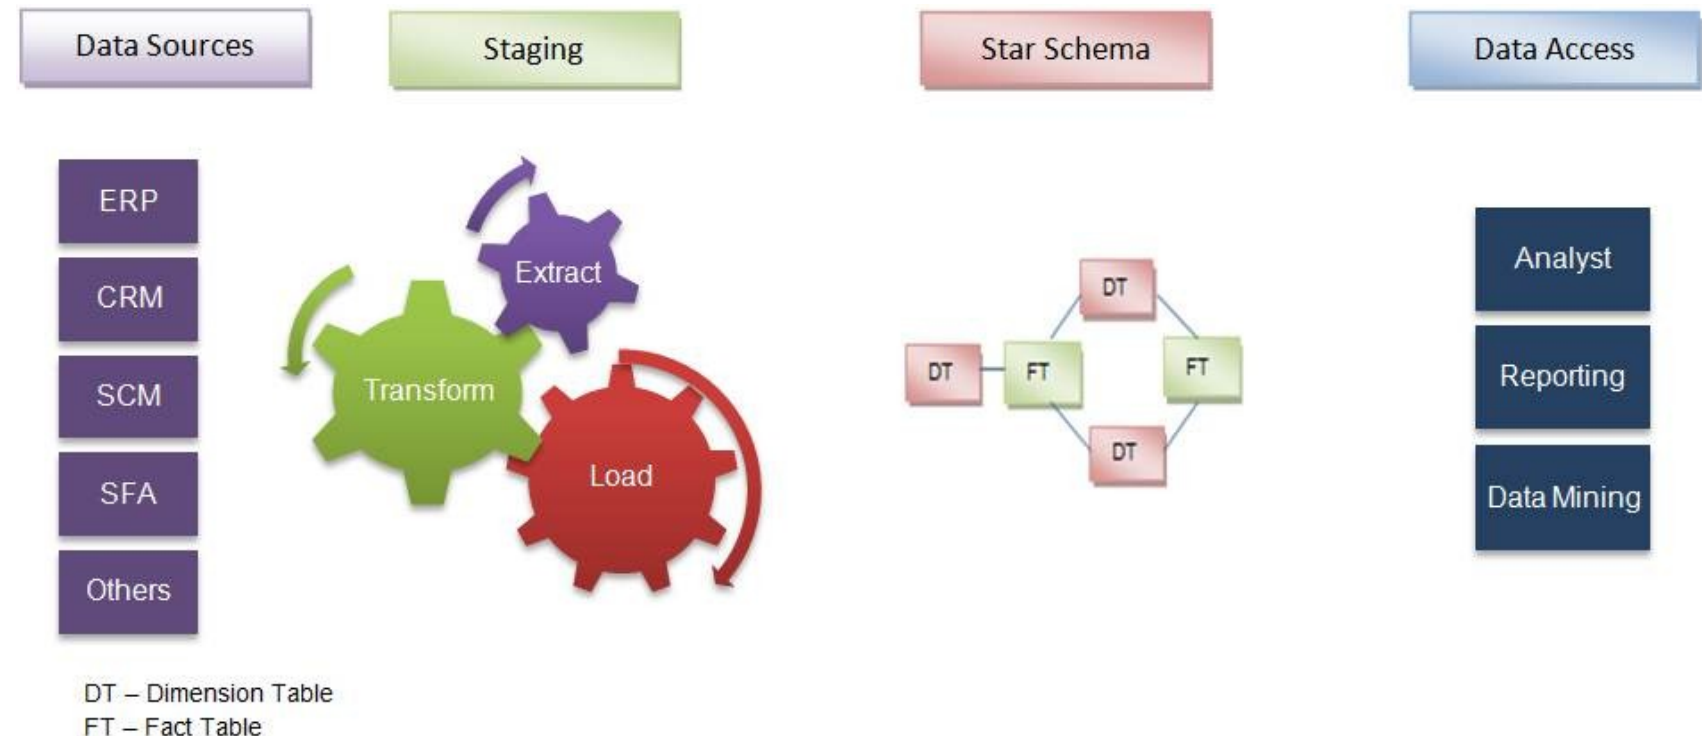 Data Sources
Staging
Star Schema
Data Access
ERP
CRM
SCM
SFA
Others
Extract
Transform
Load
DT
DT
FT
FT
DT
Analyst
Reporting
Data Mining
DT – Dimension Table
FT – Fact Table